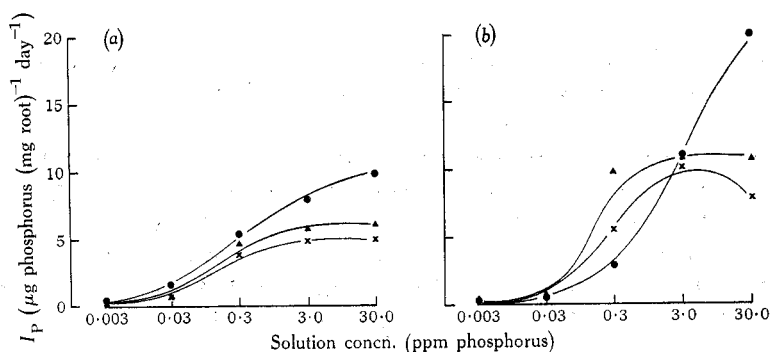 (a)
(b)
20
15
10
5
0
I_P (μg phosphorus (mg root)⁻¹ day⁻¹)
0·003 0·03 0·3 3·0 30·0
0·003 0·03 0·3 3·0 30·0
Solution concn. (ppm phosphorus)